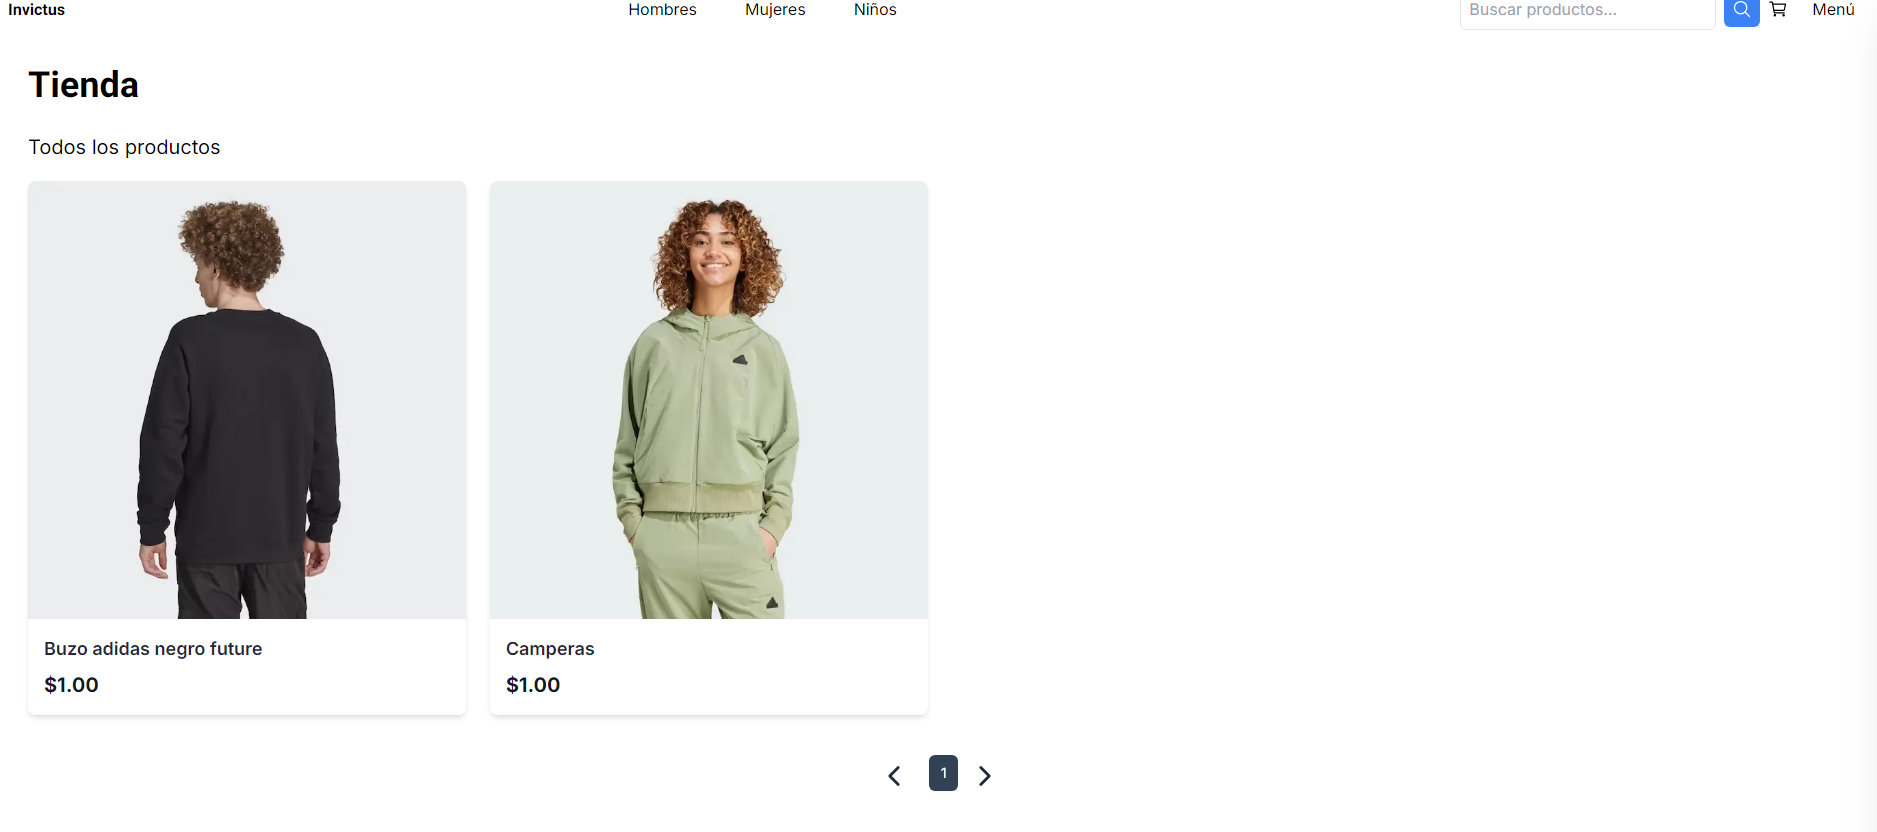 Invictus
Hombres
Mujeres
Niños
Buscar productos...
Menú
Tienda
Todos los productos
Buzo adidas negro future
$1.00
Camperas
$1.00
1